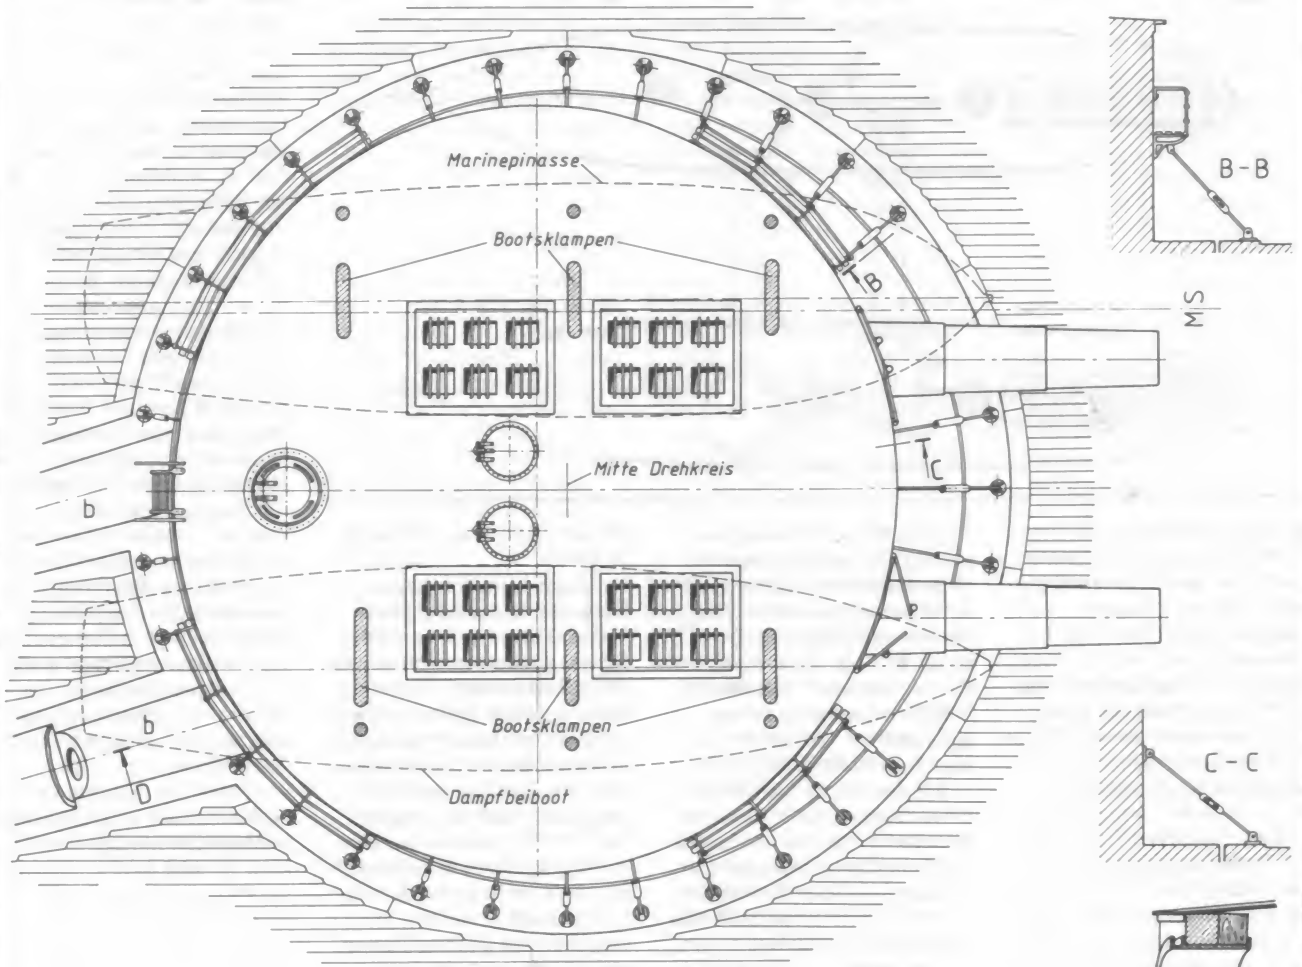 Marinepinasse
B-B
Bootsklampen
B
MS
Mitte Drehkreis
C
b
b
D
Bootsklampen
Dampfbeiboot
C-C